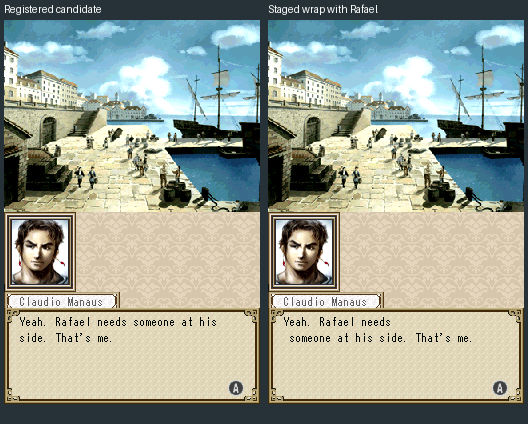 Registered candidate
Staged wrap with Rafael
Claudio Manaus
Yeah. Rafael needs someone at his
side. That's me.
A
Claudio Manaus
Yeah. Rafael needs
someone at his side. That's me.
A